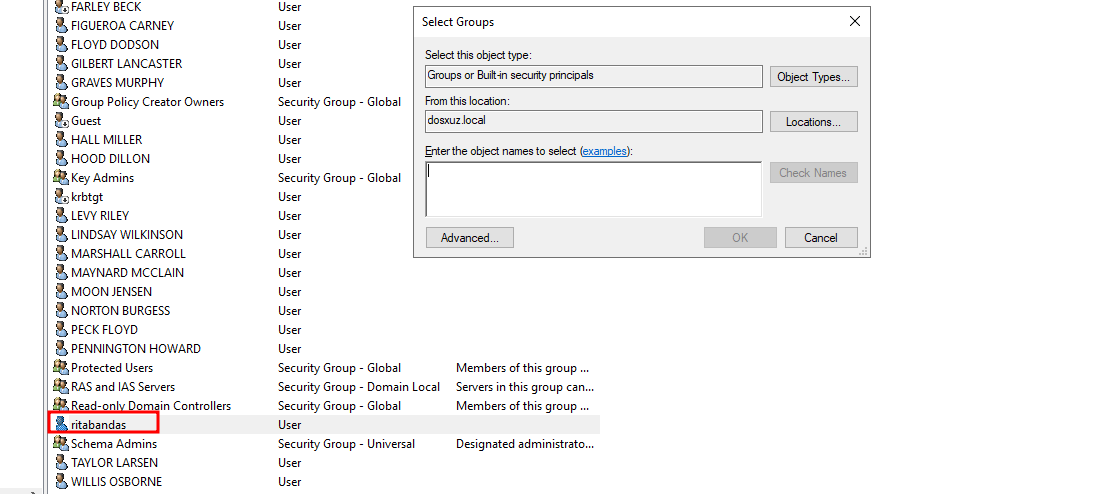 FARLEY BECK User
FIGUEROA CARNEY User
FLOYD DODSON User
GILBERT LANCASTER User
GRAVES MURPHY User
Group Policy Creator Owners Security Group - Global
Guest User
HALL MILLER User
HOOD DILLON User
Key Admins Security Group - Global
krbtgt User
LEVY RILEY User
LINDSAY WILKINSON User
MARSHALL CARROLL User
MAYNARD MCCLAIN User
MOON JENSEN User
NORTON BURGESS User
PECK FLOYD User
PENNINGTON HOWARD User
Protected Users Security Group - Global Members of this group ...
RAS and IAS Servers Security Group - Domain Local Servers in this group can...
Read-only Domain Controllers Security Group - Global Members of this group ...
ritabandas User
Schema Admins Security Group - Universal Designated administrato...
TAYLOR LARSEN User
WILLIS OSBORNE User
Select Groups
Select this object type:
Groups or Built-in security principals Object Types...
From this location:
dosxuz.local Locations...
Enter the object names to select (examples):
Check Names
Advanced... OK Cancel